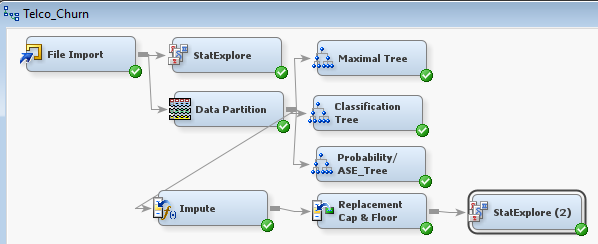 Telco_Churn
File Import
StatExplore
Maximal Tree
Data Partition
Classification
Tree
Probability/
ASE_Tree
Impute
Replacement
Cap & Floor
StatExplore (2)